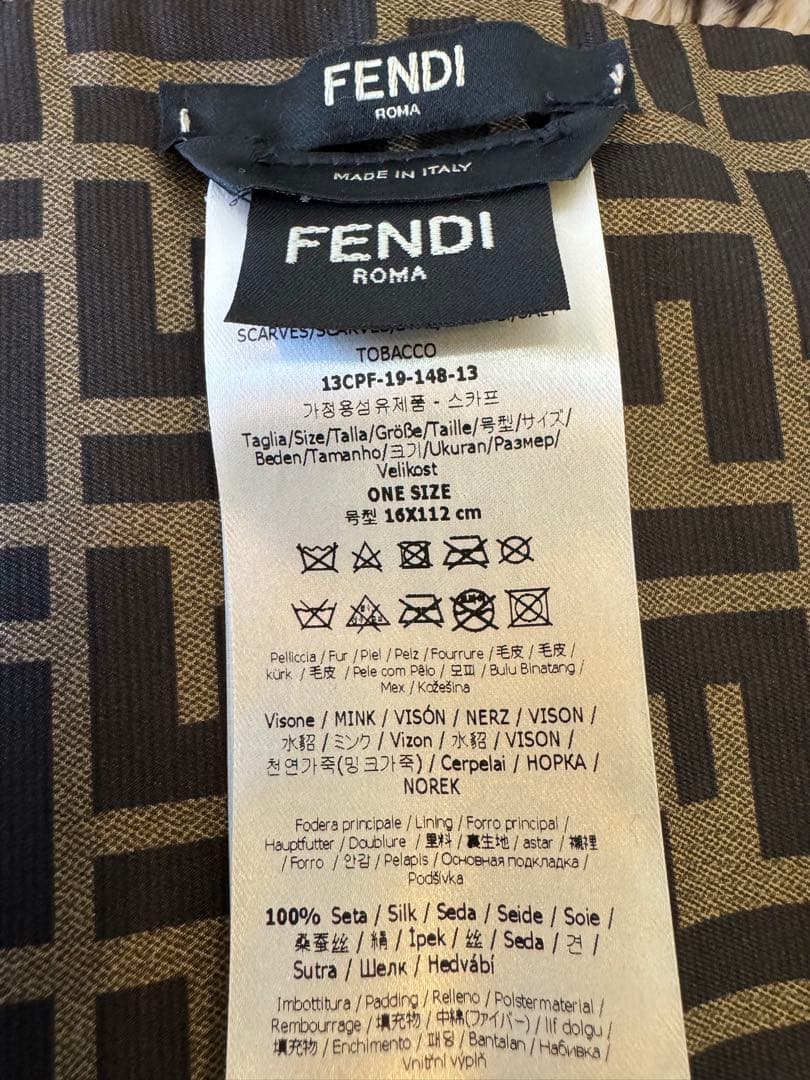 FENDI
ROMA
MADE IN ITALY
FENDI
ROMA
SCARVES/
TOBACCO
13CPF-19-148-13
가정용섬유제품 - 스카프
Taglia/Size/Talla/Größe/Taille/号型/サイズ/
Beden/Tamanho/크기/Ukuran/Размер/
Velikost
ONE SIZE
号型 16X112 cm
Pelliccia / Fur / Piel / Pelz / Fourrure / 毛皮 / 毛皮 /
kürk / 毛皮 / Pele com Pêlo / 모피 / Bulu Binatang /
Mex / Kožešina
Visone / MINK / VISÓN / NERZ / VISON /
水貂 / ミンク / Vizon / 水貂 / VISON /
천연가죽(밍크가죽) / Cerpelai / НОРКА /
NOREK
Fodera principale / Lining / Forro principal /
Hauptfutter / Doublure / 里料 / 裏生地 / astar / 襯裡
/ Forro / 안감 / Pelapis / Основная подкладка /
Podšívka
100% Seta / Silk / Seda / Seide / Soie /
桑蚕丝 / 絹 / İpek / 丝 / Seda / 견 /
Sutra / Шелк / Hedvábí
Imbottitura / Padding / Relleno / Polstermaterial /
Rembourrage / 填充物 / 中綿(ファイバー) / lif dolgu /
填充物 / Enchimento / 패딩 / Bantalan / Набивка /
Vnitřní výplň